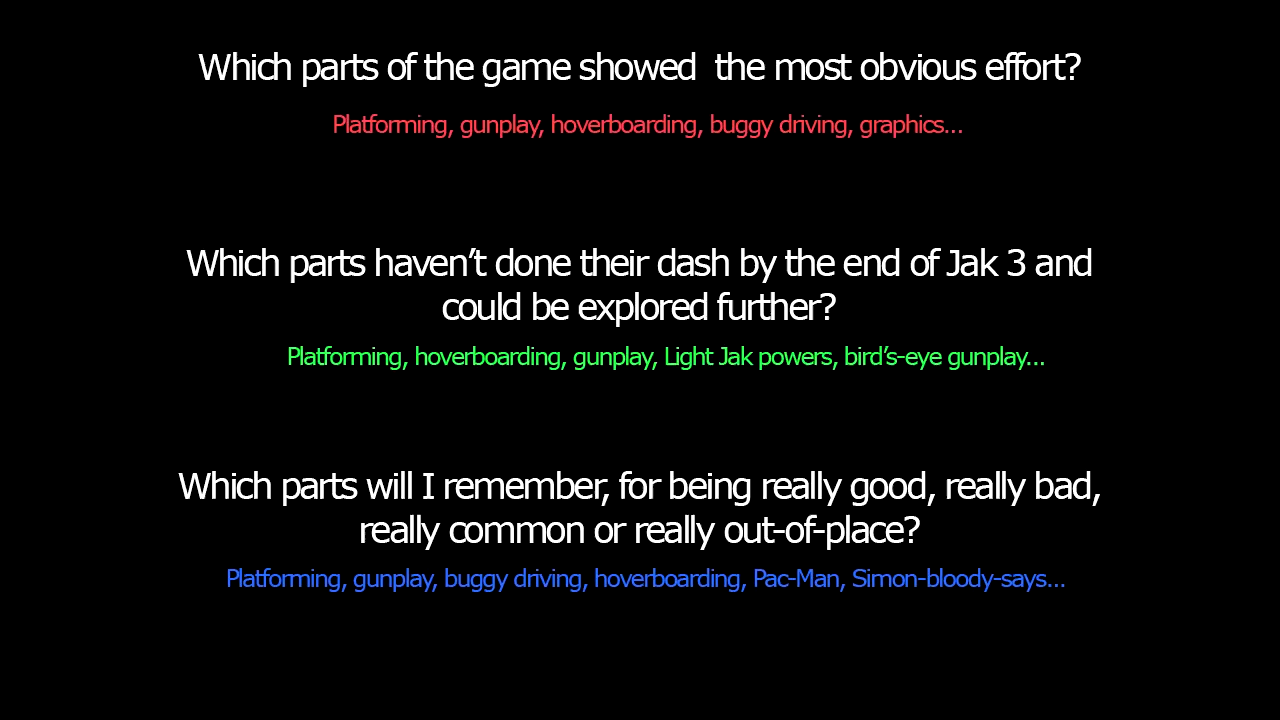 Which parts of the game showed  the most obvious effort?
Platforming, gunplay, hoverboarding, buggy driving, graphics...
Which parts haven’t done their dash by the end of Jak 3 and
could be explored further?
Platforming, hoverboarding, gunplay, Light Jak powers, bird’s-eye gunplay...
Which parts will I remember, for being really good, really bad,
really common or really out-of-place?
Platforming, gunplay, buggy driving, hoverboarding, Pac-Man, Simon-bloody-says...